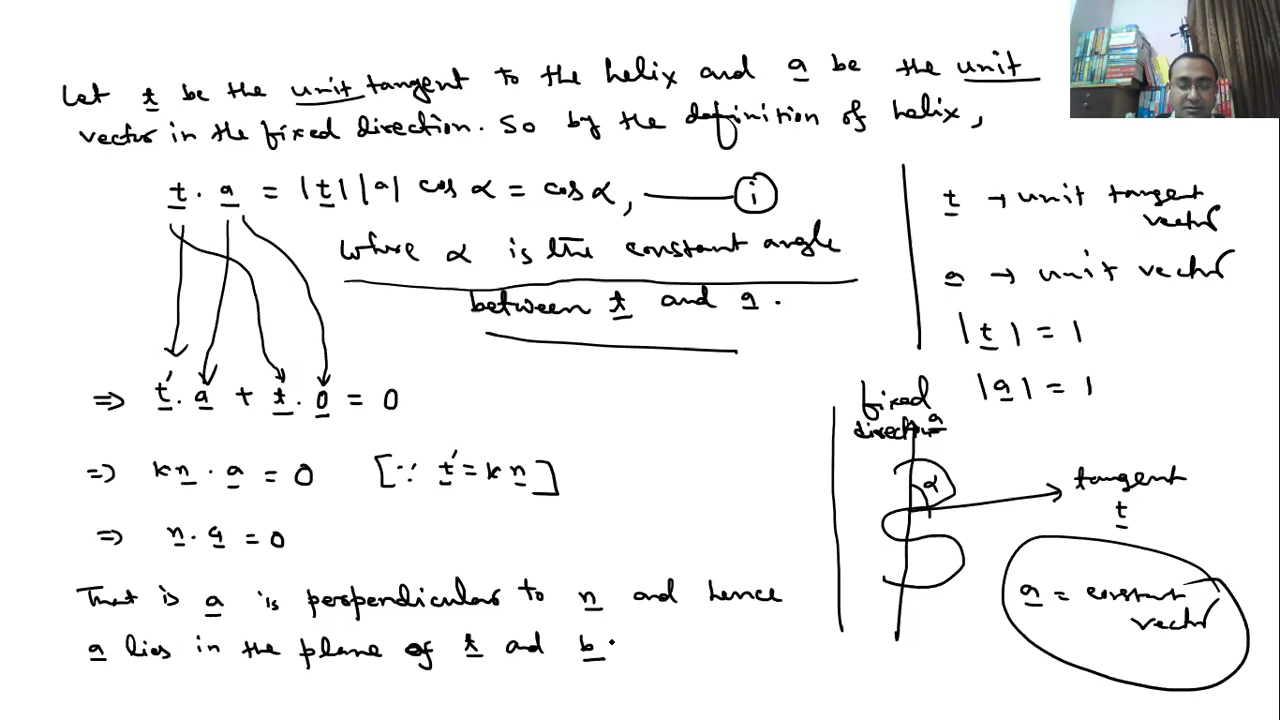 Let t be the unit tangent to the helix and a be the unit
vector in the fixed direction. So by the definition of helix,
t . a = |t| |a| cos α = cos α, —— (i)
where α is the constant angle
between t and a.
⇒ t'. a + t . 0 = 0
⇒ kn . a = 0 [∵ t' = kn]
⇒ n . a = 0
That is a is perpendicular to n and hence
a lies in the plane of t and b.
t → unit tangent
vector
a → unit vector
|t| = 1
|a| = 1
fixed
direction
a
α
tangent
t
a = constant
vector